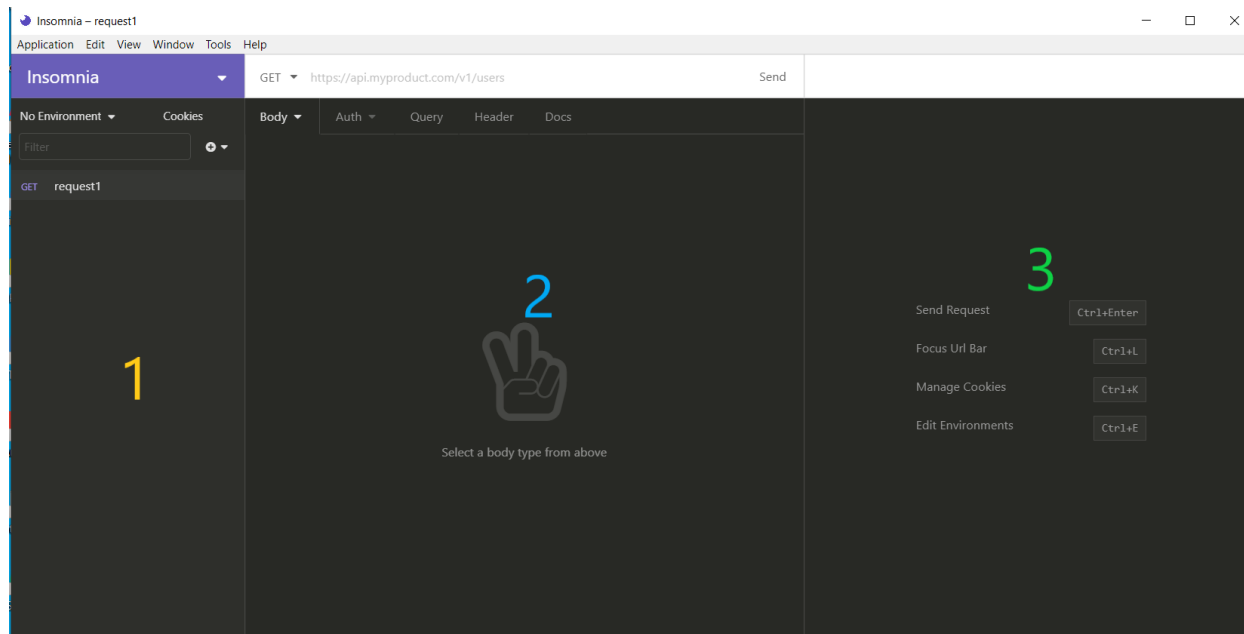 Insomnia – request1
Application Edit View Window Tools Help
Insomnia
GET https://api.myproduct.com/v1/users Send
No Environment Cookies
Body Auth Query Header Docs
Filter
GET request1
1
2
3
Send Request Ctrl+Enter
Focus Url Bar Ctrl+L
Manage Cookies Ctrl+K
Edit Environments Ctrl+E
Select a body type from above